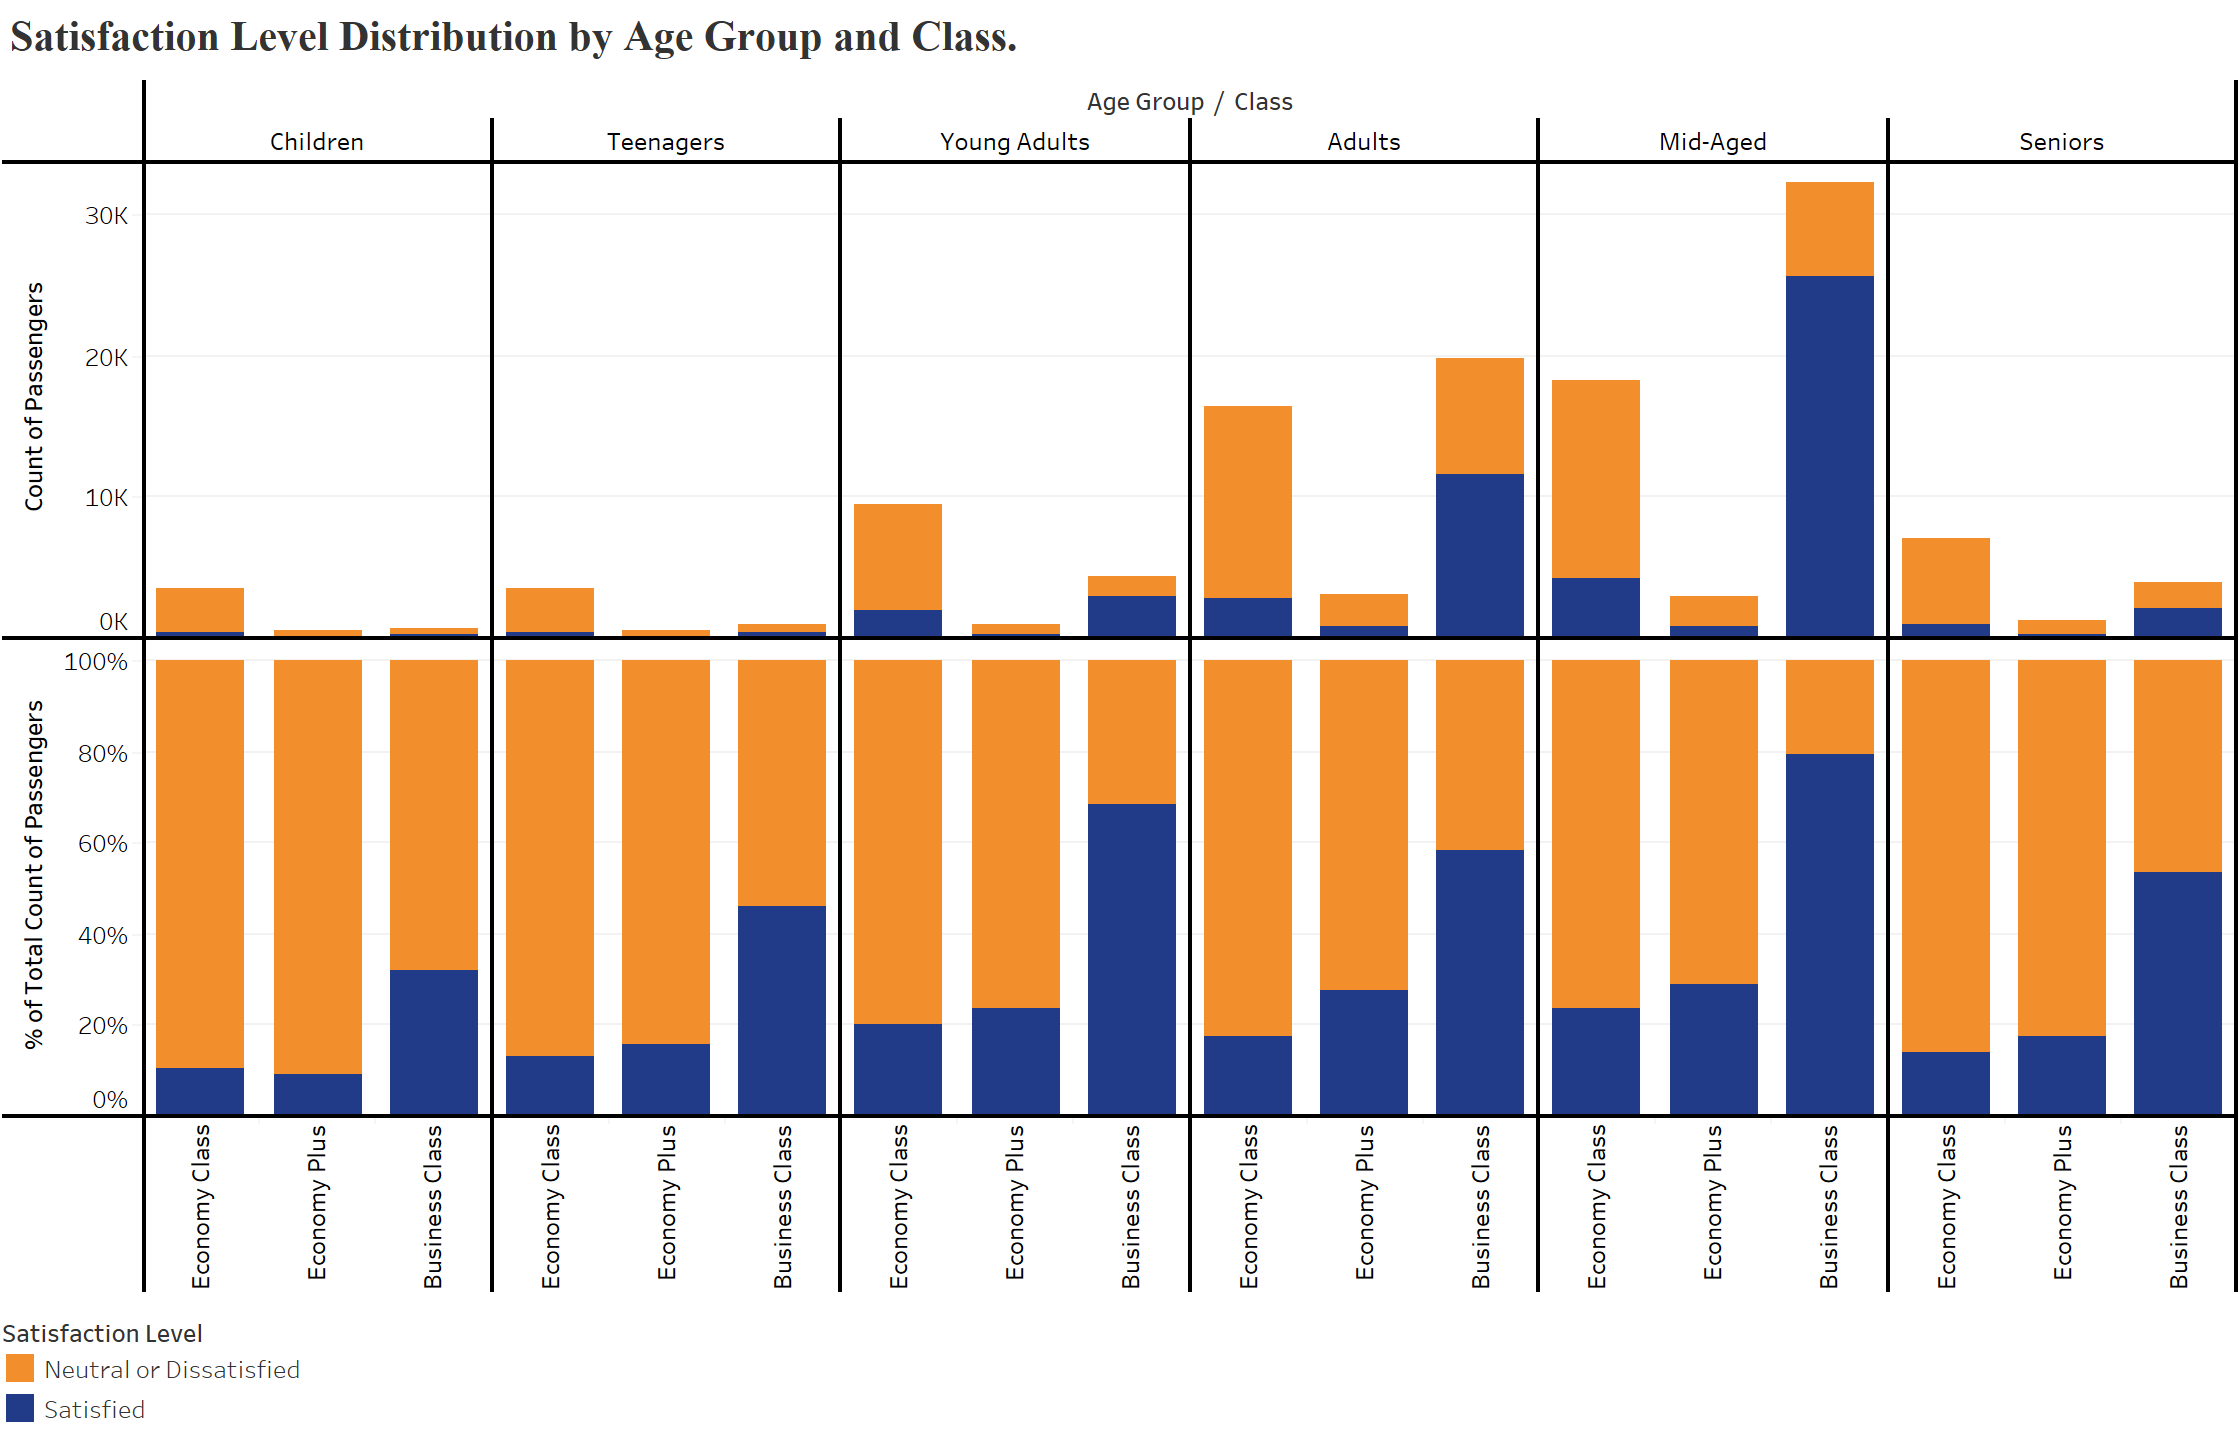 Satisfaction Level Distribution by Age Group and Class.
Age Group / Class
Children Teenagers Young Adults Adults Mid-Aged Seniors
Count of Passengers
30K
20K
10K
0K
% of Total Count of Passengers
100%
80%
60%
40%
20%
0%
Economy Class
Economy Plus
Business Class
Economy Class
Economy Plus
Business Class
Economy Class
Economy Plus
Business Class
Economy Class
Economy Plus
Business Class
Economy Class
Economy Plus
Business Class
Economy Class
Economy Plus
Business Class
Satisfaction Level
Neutral or Dissatisfied
Satisfied